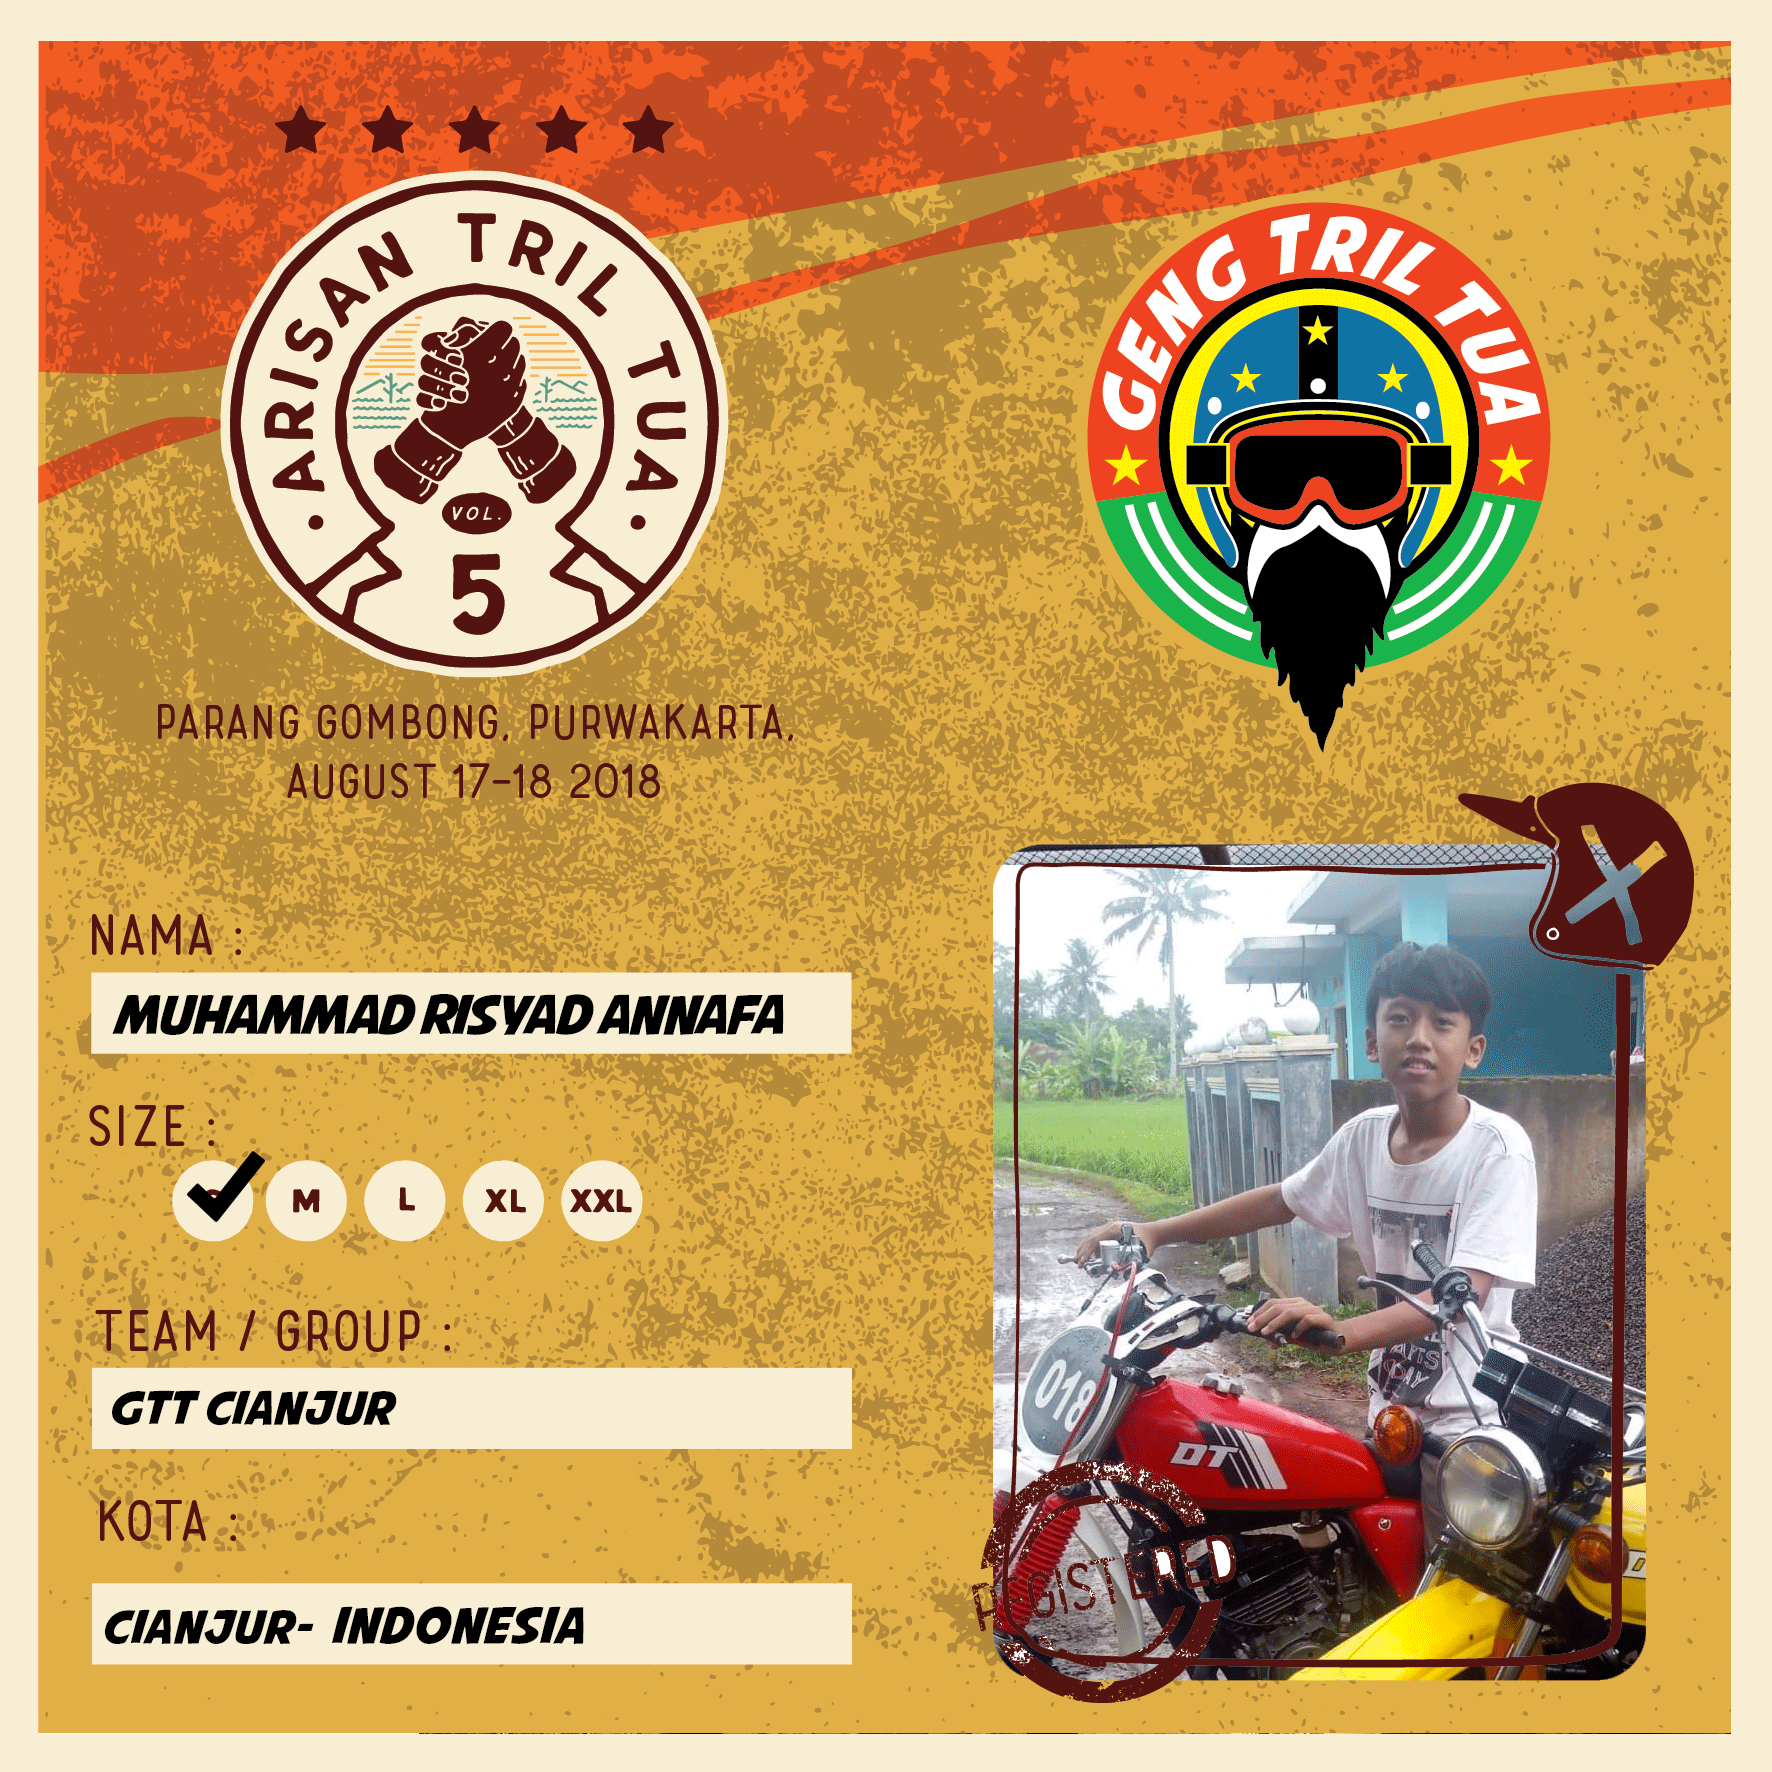 ARISAN TRIL TUA
VOL.
5
GENG TRIL TUA
PARANG GOMBONG, PURWAKARTA,
AUGUST 17-18 2018
NAMA :
MUHAMMAD RISYAD ANNAFA
SIZE :
M L XL XXL
TEAM / GROUP :
GTT CIANJUR
KOTA :
CIANJUR- INDONESIA
018
DT
REGISTERED